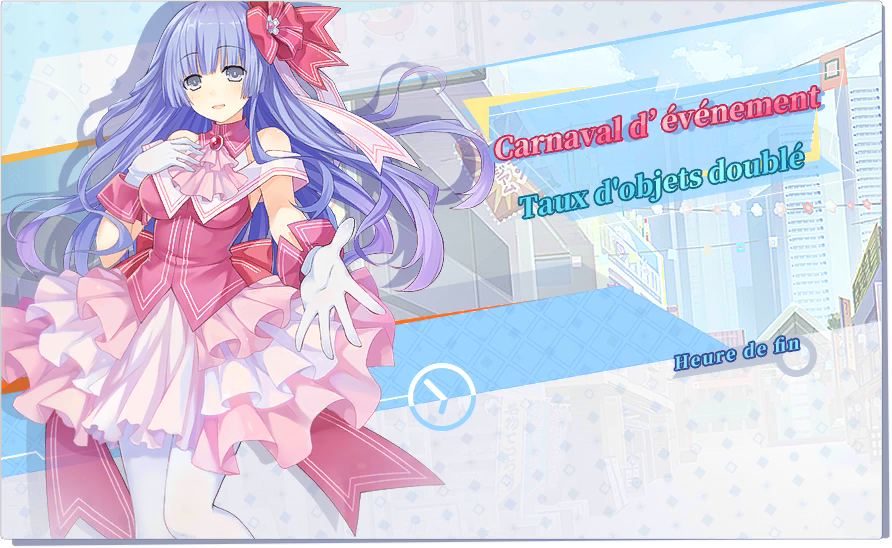 Carnaval d’ événement
Taux d'objets doublé
Heure de fin